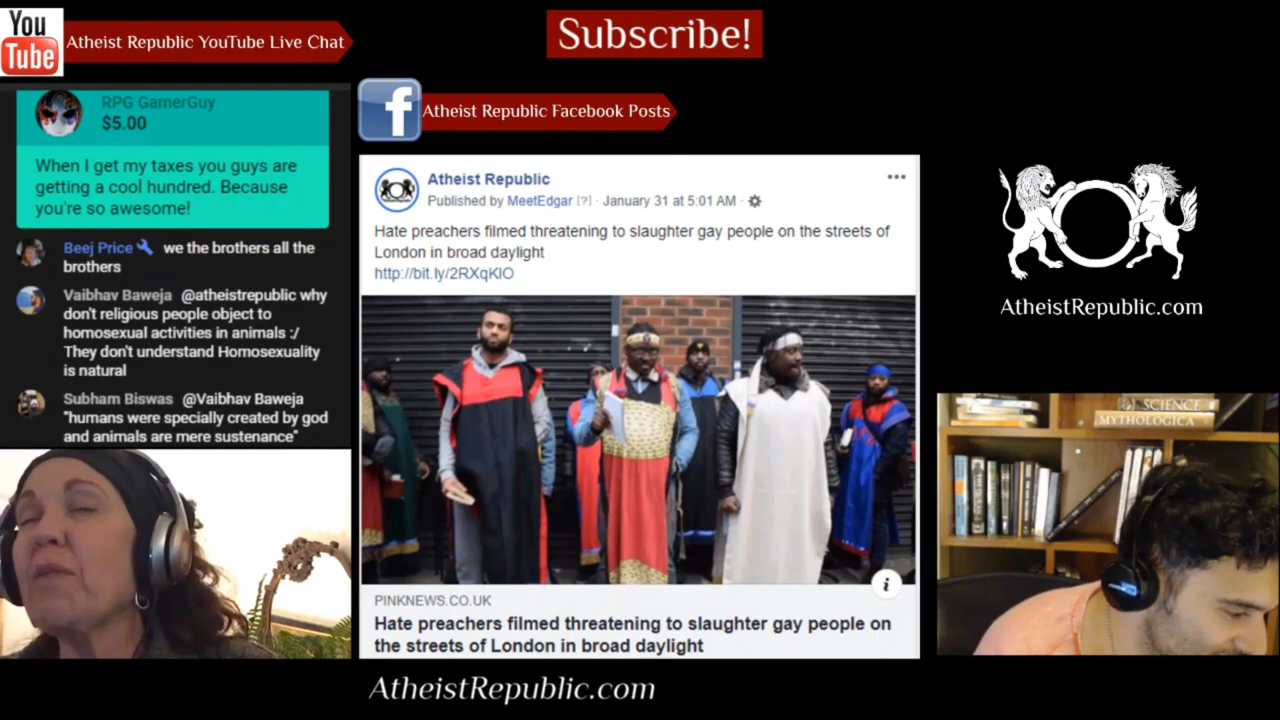 You
Tube
Atheist Republic YouTube Live Chat
Subscribe!
RPG GamerGuy
$5.00
When I get my taxes you guys are
getting a cool hundred. Because
you're so awesome!
Beej Price we the brothers all the
brothers
Vaibhav Baweja @atheistrepublic why
don't religious people object to
homosexual activities in animals :/
They don't understand Homosexuality
is natural
Subham Biswas @Vaibhav Baweja
"humans were specially created by god
and animals are mere sustenance"
f
Atheist Republic Facebook Posts
Atheist Republic
Published by MeetEdgar [?] · January 31 at 5:01 AM ·
Hate preachers filmed threatening to slaughter gay people on the streets of
London in broad daylight
http://bit.ly/2RXqKlO
i
PINKNEWS.CO.UK
Hate preachers filmed threatening to slaughter gay people on
the streets of London in broad daylight
AtheistRepublic.com
AtheistRepublic.com
SCIENCE
MYTHOLOGICA